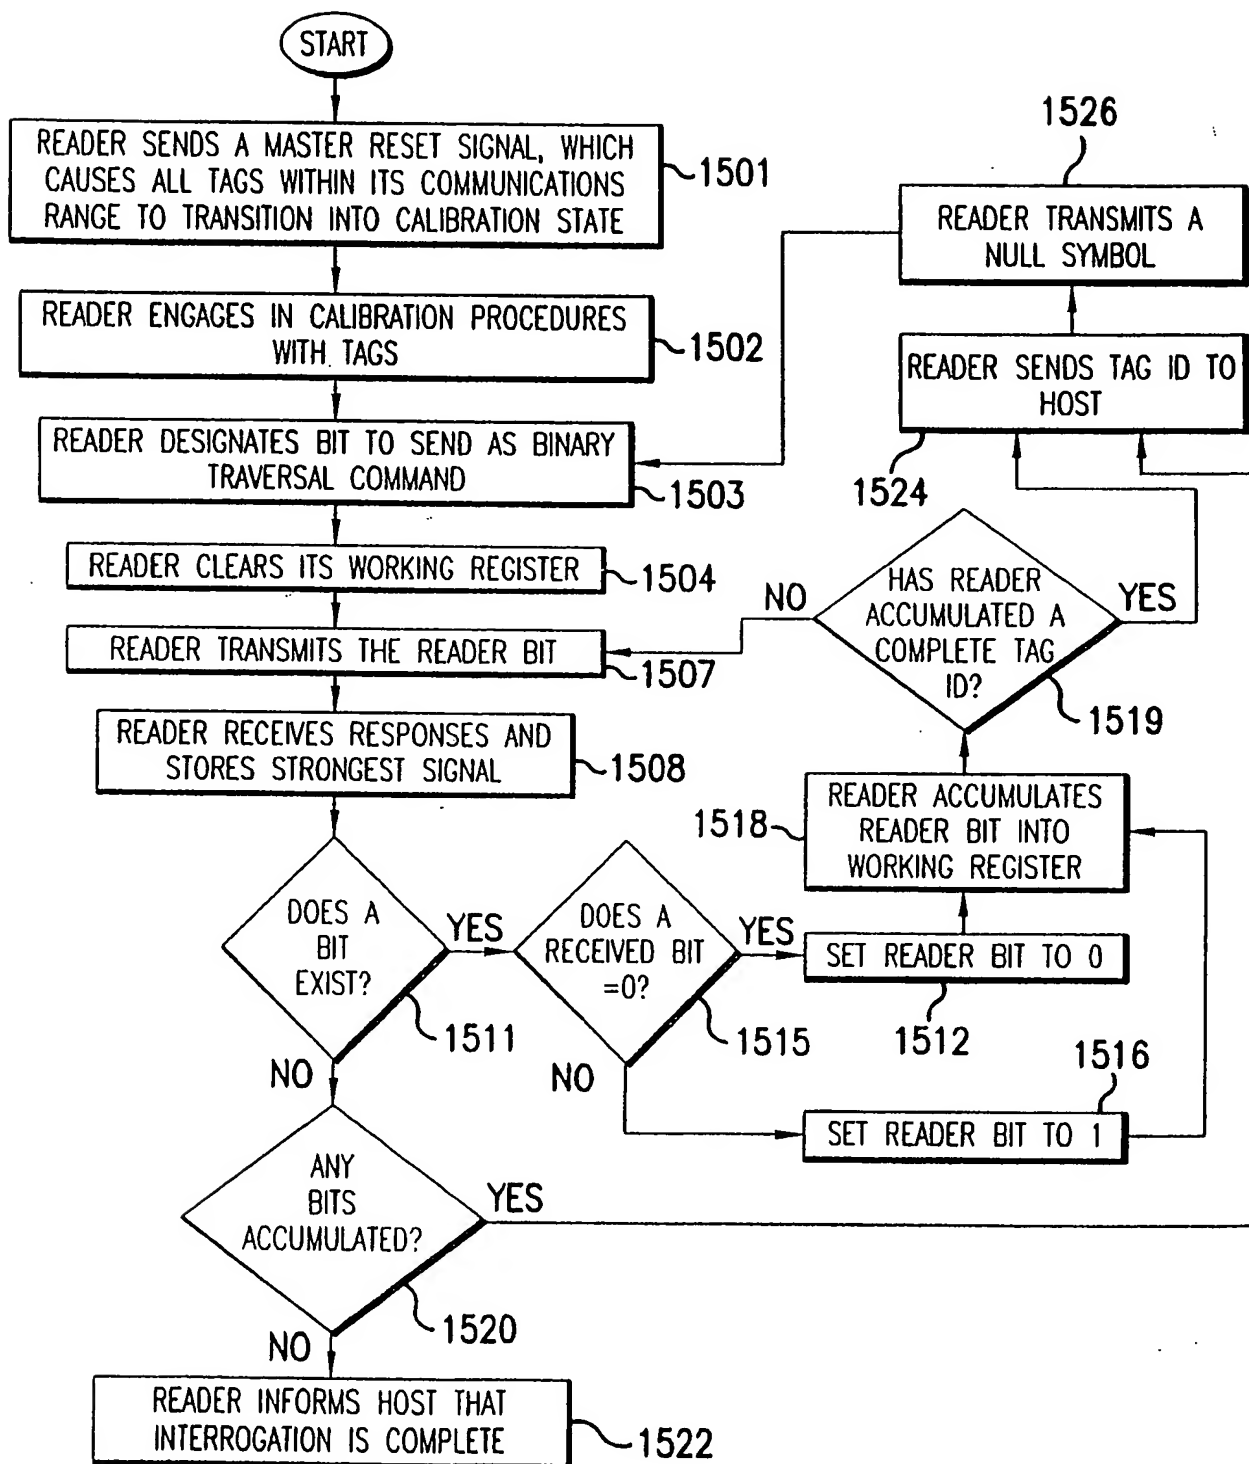 START
READER SENDS A MASTER RESET SIGNAL, WHICH
CAUSES ALL TAGS WITHIN ITS COMMUNICATIONS
RANGE TO TRANSITION INTO CALIBRATION STATE
1501
READER ENGAGES IN CALIBRATION PROCEDURES
WITH TAGS
1502
READER DESIGNATES BIT TO SEND AS BINARY
TRAVERSAL COMMAND
1503
READER CLEARS ITS WORKING REGISTER
1504
READER TRANSMITS THE READER BIT
1507
READER RECEIVES RESPONSES AND
STORES STRONGEST SIGNAL
1508
DOES A
BIT
EXIST?
1511
YES
NO
DOES A
RECEIVED BIT
=0?
1515
YES
NO
SET READER BIT TO 0
1512
SET READER BIT TO 1
1516
READER ACCUMULATES
READER BIT INTO
WORKING REGISTER
1518
HAS READER
ACCUMULATED A
COMPLETE TAG
ID?
1519
NO
YES
READER SENDS TAG ID TO
HOST
1524
READER TRANSMITS A
NULL SYMBOL
1526
ANY
BITS
ACCUMULATED?
1520
YES
NO
READER INFORMS HOST THAT
INTERROGATION IS COMPLETE
1522